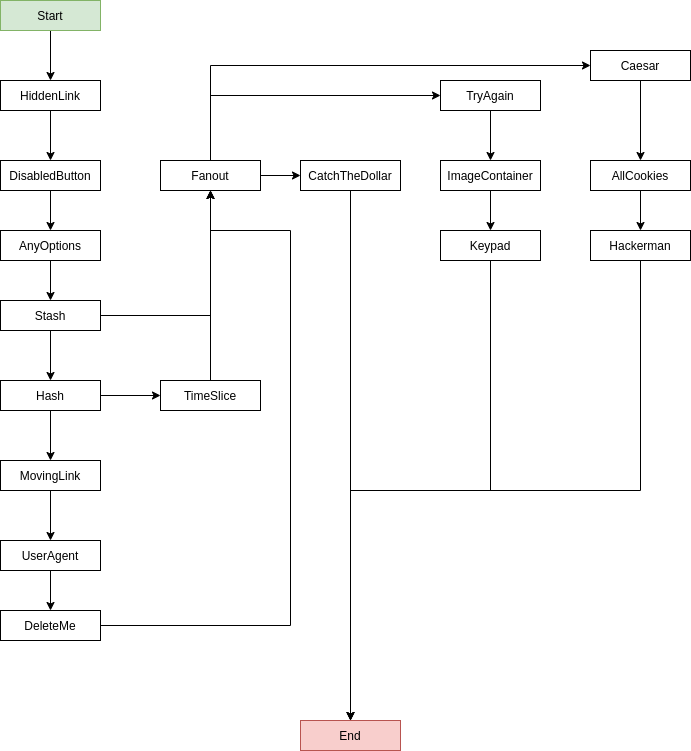 Start
Caesar
HiddenLink
TryAgain
DisabledButton
Fanout
CatchTheDollar
ImageContainer
AllCookies
AnyOptions
Keypad
Hackerman
Stash
Hash
TimeSlice
MovingLink
UserAgent
DeleteMe
End